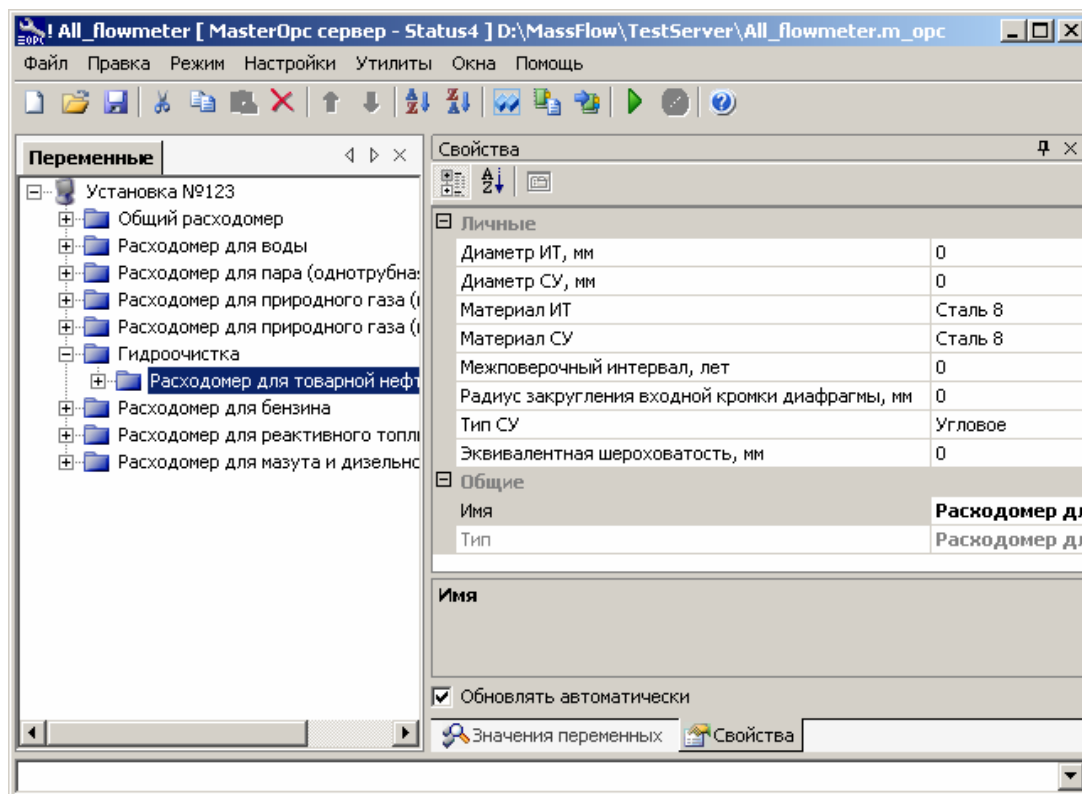 ! All_flowmeter [ MasterOpc сервер - Status4 ] D:\MassFlow\TestServer\All_flowmeter.m_opc
Файл Правка Режим Настройки Утилиты Окна Помощь
Переменные
Установка №123
Общий расходомер
Расходомер для воды
Расходомер для пара (однотрубная
Расходомер для природного газа (
Расходомер для природного газа (
Гидроочистка
Расходомер для товарной нефт
Расходомер для бензина
Расходомер для реактивного топли
Расходомер для мазута и дизельно
Свойства
Личные
Диаметр ИТ, мм 0
Диаметр СУ, мм 0
Материал ИТ Сталь 8
Материал СУ Сталь 8
Межповерочный интервал, лет 0
Радиус закругления входной кромки диафрагмы, мм 0
Тип СУ Угловое
Эквивалентная шероховатость, мм 0
Общие
Имя Расходомер дл
Тип Расходомер дл
Имя
Обновлять автоматически
Значения переменных Свойства